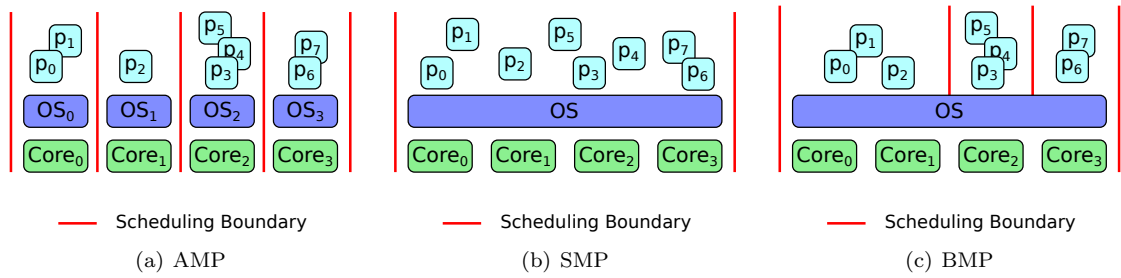 p₁ p₀ p₂ p₅ p₄ p₃ p₇ p₆
OS₀ OS₁ OS₂ OS₃
Core₀ Core₁ Core₂ Core₃
Scheduling Boundary
(a) AMP
p₁ p₅ p₄ p₇ p₀ p₂ p₃ p₆
OS
Core₀ Core₁ Core₂ Core₃
Scheduling Boundary
(b) SMP
p₁ p₀ p₂ p₅ p₄ p₃ p₇ p₆
OS
Core₀ Core₁ Core₂ Core₃
Scheduling Boundary
(c) BMP